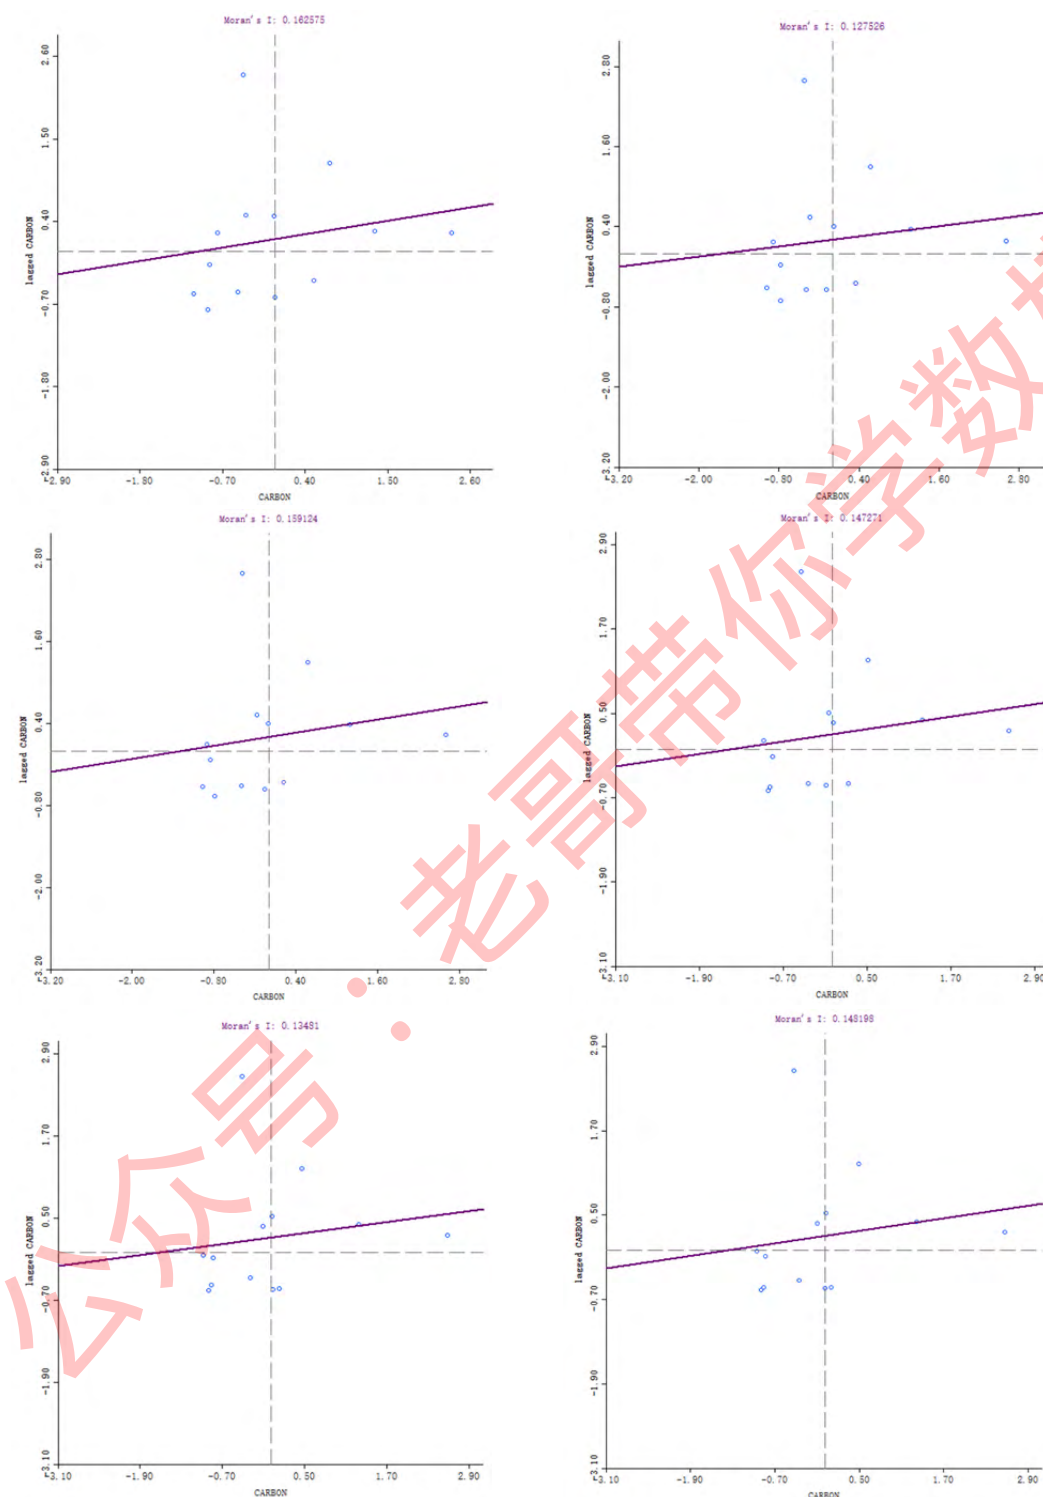 Moran's I: 0.162575
lagged CARBON
2.60
1.50
0.40
-0.70
-1.80
-2.90
-2.90 -1.80 -0.70 0.40 1.50 2.60
CARBON
Moran's I: 0.127526
lagged CARBON
2.80
1.60
0.40
-0.80
-2.00
-3.20
-3.20 -2.00 -0.80 0.40 1.60 2.80
CARBON
Moran's I: 0.159124
lagged CARBON
2.80
1.60
0.40
-0.80
-2.00
-3.20
-3.20 -2.00 -0.80 0.40 1.60 2.80
CARBON
Moran's I: 0.147271
lagged CARBON
2.90
1.70
0.50
-0.70
-1.90
-3.10
-3.10 -1.90 -0.70 0.50 1.70 2.90
CARBON
Moran's I: 0.13481
lagged CARBON
2.90
1.70
0.50
-0.70
-1.90
-3.10
-3.10 -1.90 -0.70 0.50 1.70 2.90
CARBON
Moran's I: 0.148198
lagged CARBON
2.90
1.70
0.50
-0.70
-1.90
-3.10
-3.10 -1.90 -0.70 0.50 1.70 2.90
CARBON
公众号：老哥带你学数